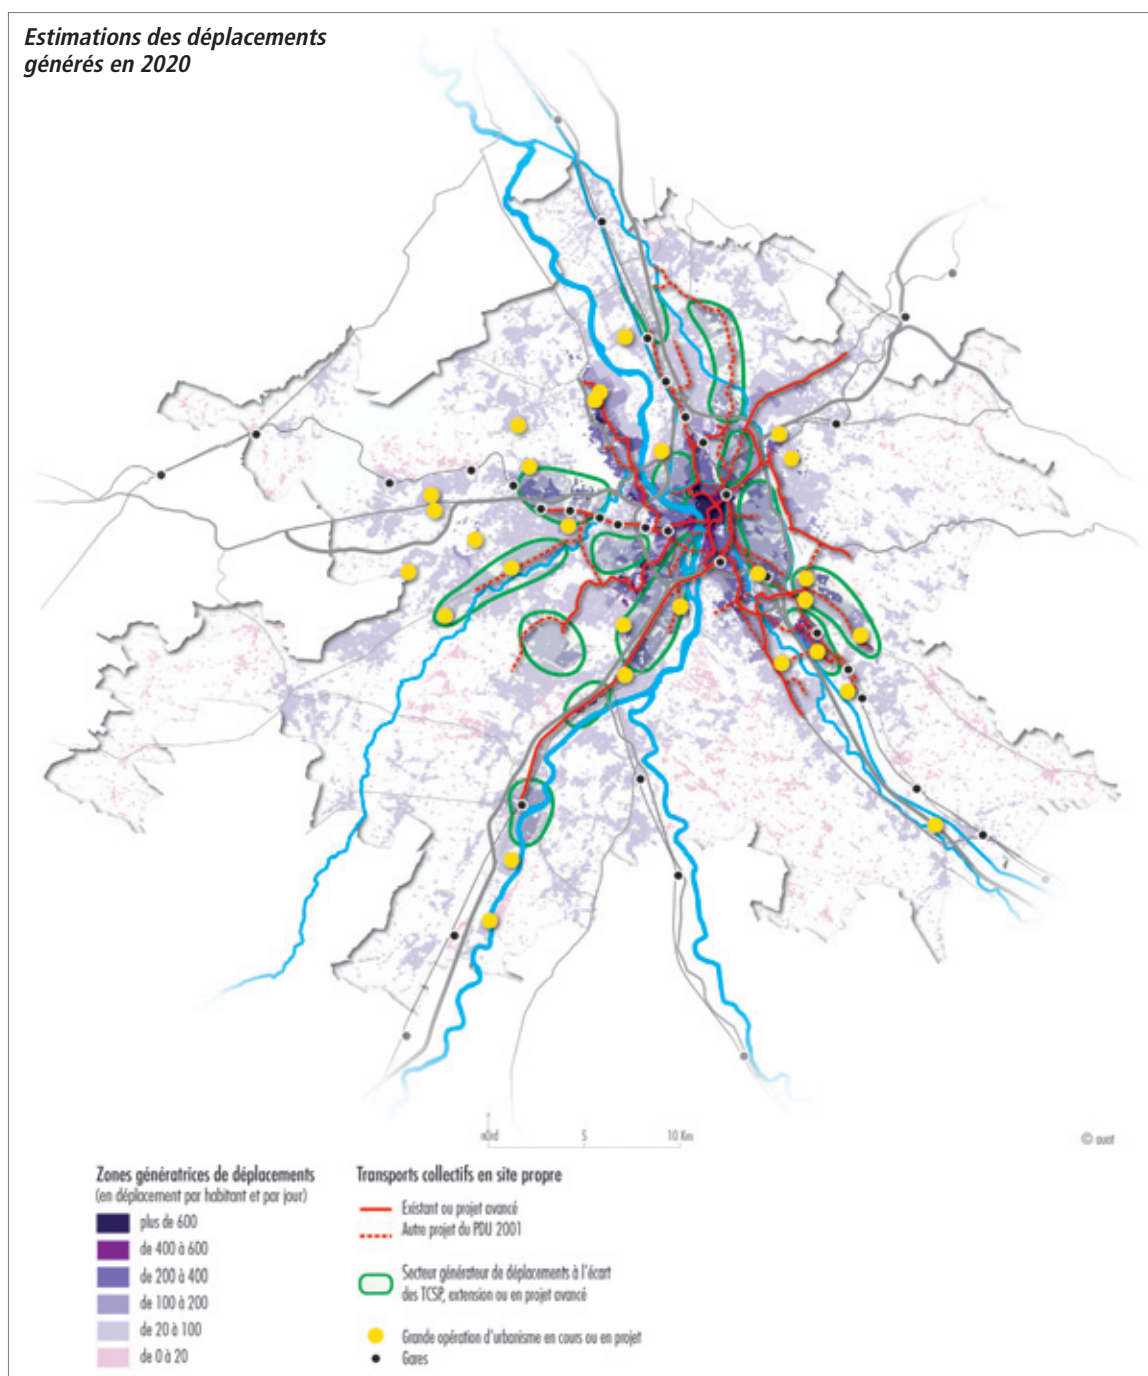 Estimations des déplacements
générés en 2020
nord 5 10 Km
© auat
Zones génératrices de déplacements
(en déplacement par habitant et par jour)
plus de 600
de 400 à 600
de 200 à 400
de 100 à 200
de 20 à 100
de 0 à 20
Transports collectifs en site propre
Existant ou projet avancé
Autre projet du PDU 2001
Secteur générateur de déplacements à l'écart
des TCSP, extension ou en projet avancé
Grande opération d'urbanisme en cours ou en projet
Gares